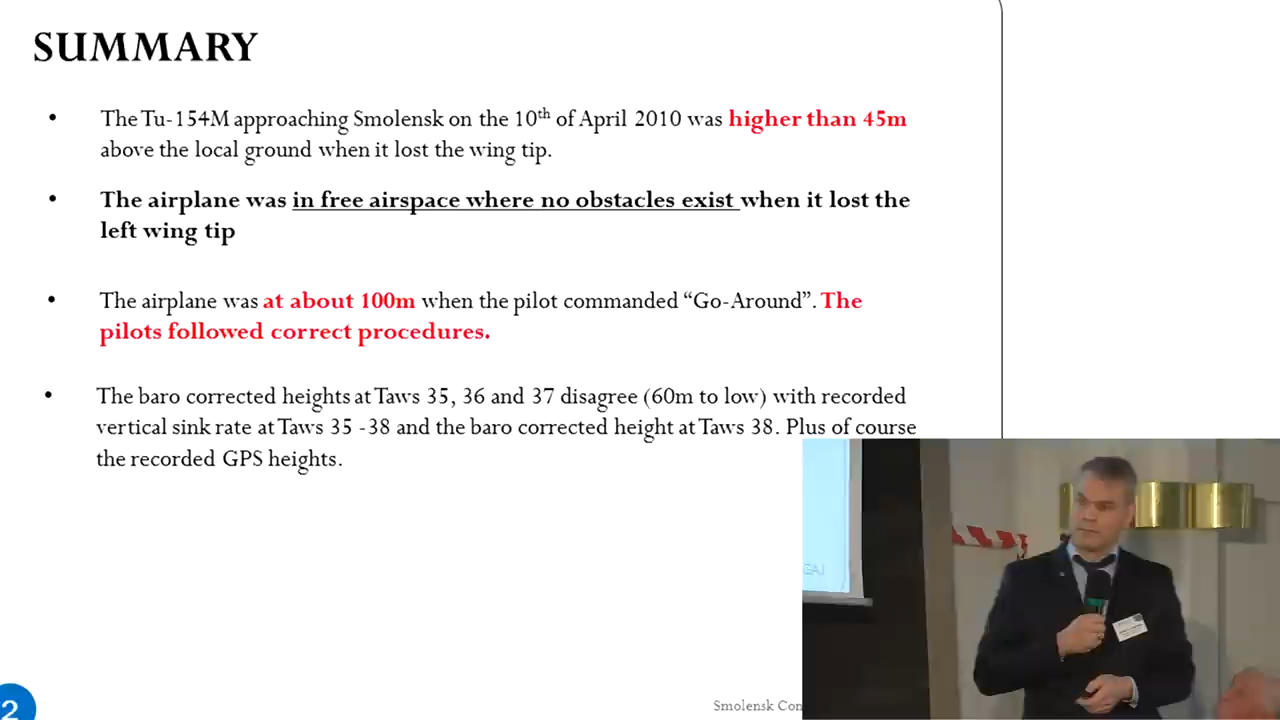 SUMMARY
• The Tu-154M approaching Smolensk on the 10th of April 2010 was higher than 45m
above the local ground when it lost the wing tip.
• The airplane was in free airspace where no obstacles exist when it lost the
left wing tip
• The airplane was at about 100m when the pilot commanded “Go-Around”. The
pilots followed correct procedures.
• The baro corrected heights at Taws 35, 36 and 37 disagree (60m to low) with recorded
vertical sink rate at Taws 35 -38 and the baro corrected height at Taws 38. Plus of course
the recorded GPS heights.
2
Smolensk Con